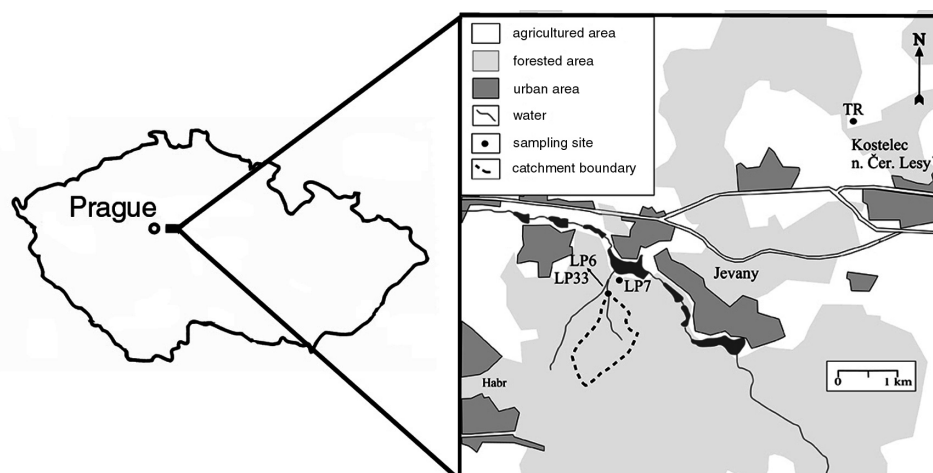 agricultured area
forested area
urban area
water
sampling site
catchment boundary
N
TR
Kostelec
n. Čer. Lesy
Prague
LP6
LP33
LP7
Jevany
Habr
0 1 km